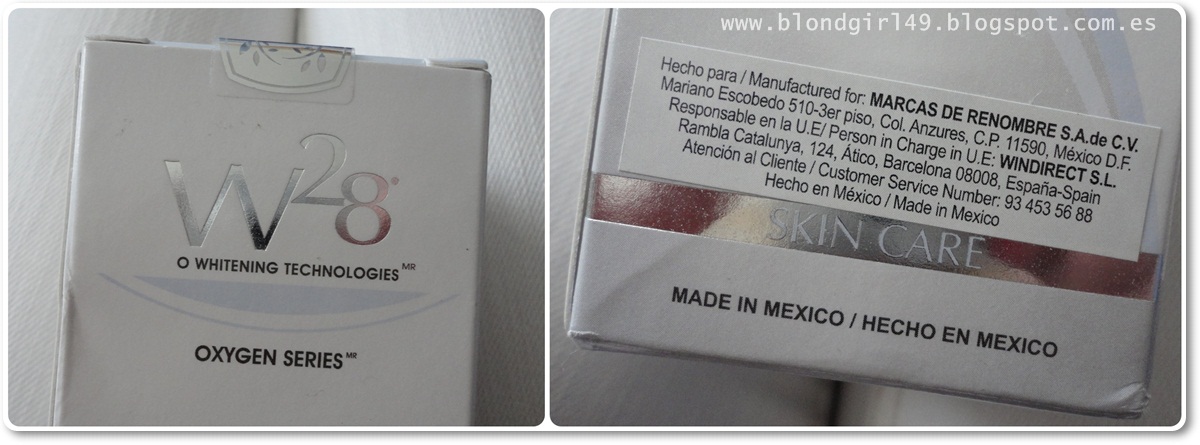 W28®
O WHITENING TECHNOLOGIES MR
OXYGEN SERIES MR
www.blondgirl49.blogspot.com.es
Hecho para / Manufactured for: MARCAS DE RENOMBRE S.A.de C.V.
Mariano Escobedo 510-3er piso, Col. Anzures, C.P. 11590, México D.F.
Responsable en la U.E/ Person in Charge in U.E: WINDIRECT S.L.
Rambla Catalunya, 124, Ático, Barcelona 08008, España-Spain
Atención al Cliente / Customer Service Number: 93 453 56 88
Hecho en México / Made in Mexico
SKIN CARE
MADE IN MEXICO / HECHO EN MEXICO